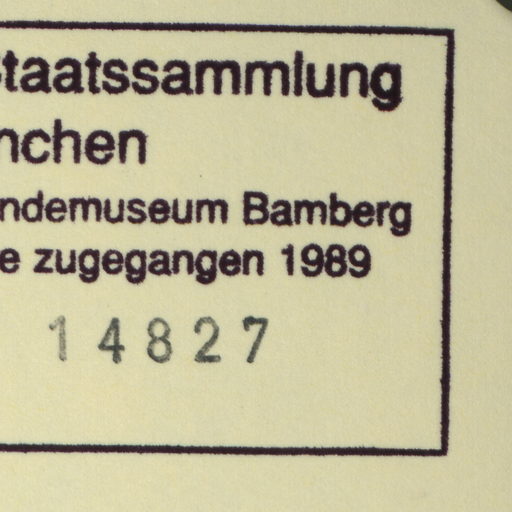 Staatssammlung
nchen
ndemuseum Bamberg
e zugegangen 1989
14827